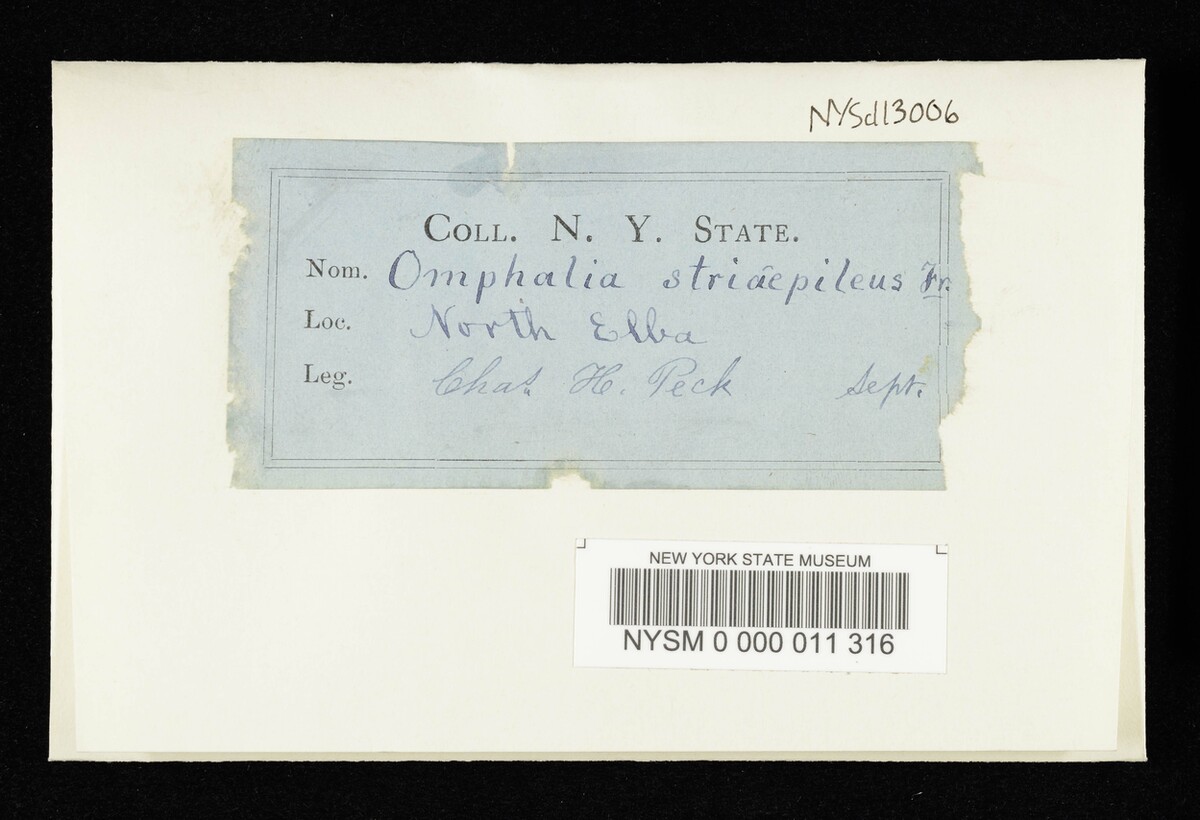 NYSd13006
COLL. N. Y. STATE.
Nom. Omphalia striaepileus Fr.
Loc. North Elba
Leg. Chas. H. Peck Sept.
NEW YORK STATE MUSEUM
NYSM 0 000 011 316